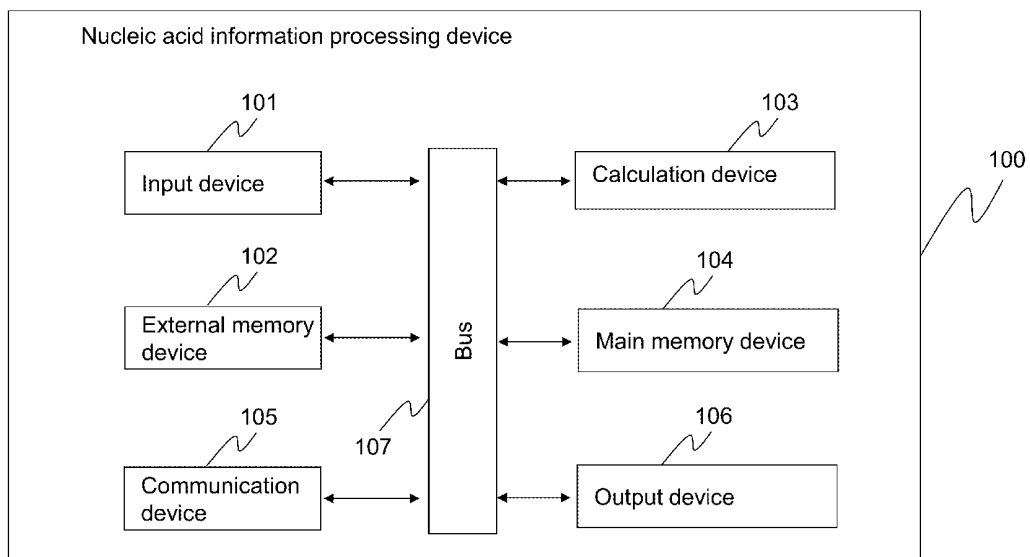 Nucleic acid information processing device
101
103
Input device
Calculation device
100
102
104
External memory
device
Bus
Main memory device
105
107
106
Communication
device
Output device